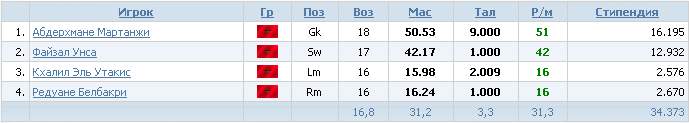 Игрок Гр Поз Воз Мас Тал Р/м Стипендия
1. Абдерхмане Мартанжи Gk 18 50.53 9.000 51 16.195
2. Файзал Унса Sw 17 42.17 1.000 42 12.932
3. Кхалил Эль Утакис Lm 16 15.98 2.009 16 2.576
4. Редуане Белбакри Rm 16 16.24 1.000 16 2.670
16,8 31,2 3,3 31,3 34.373